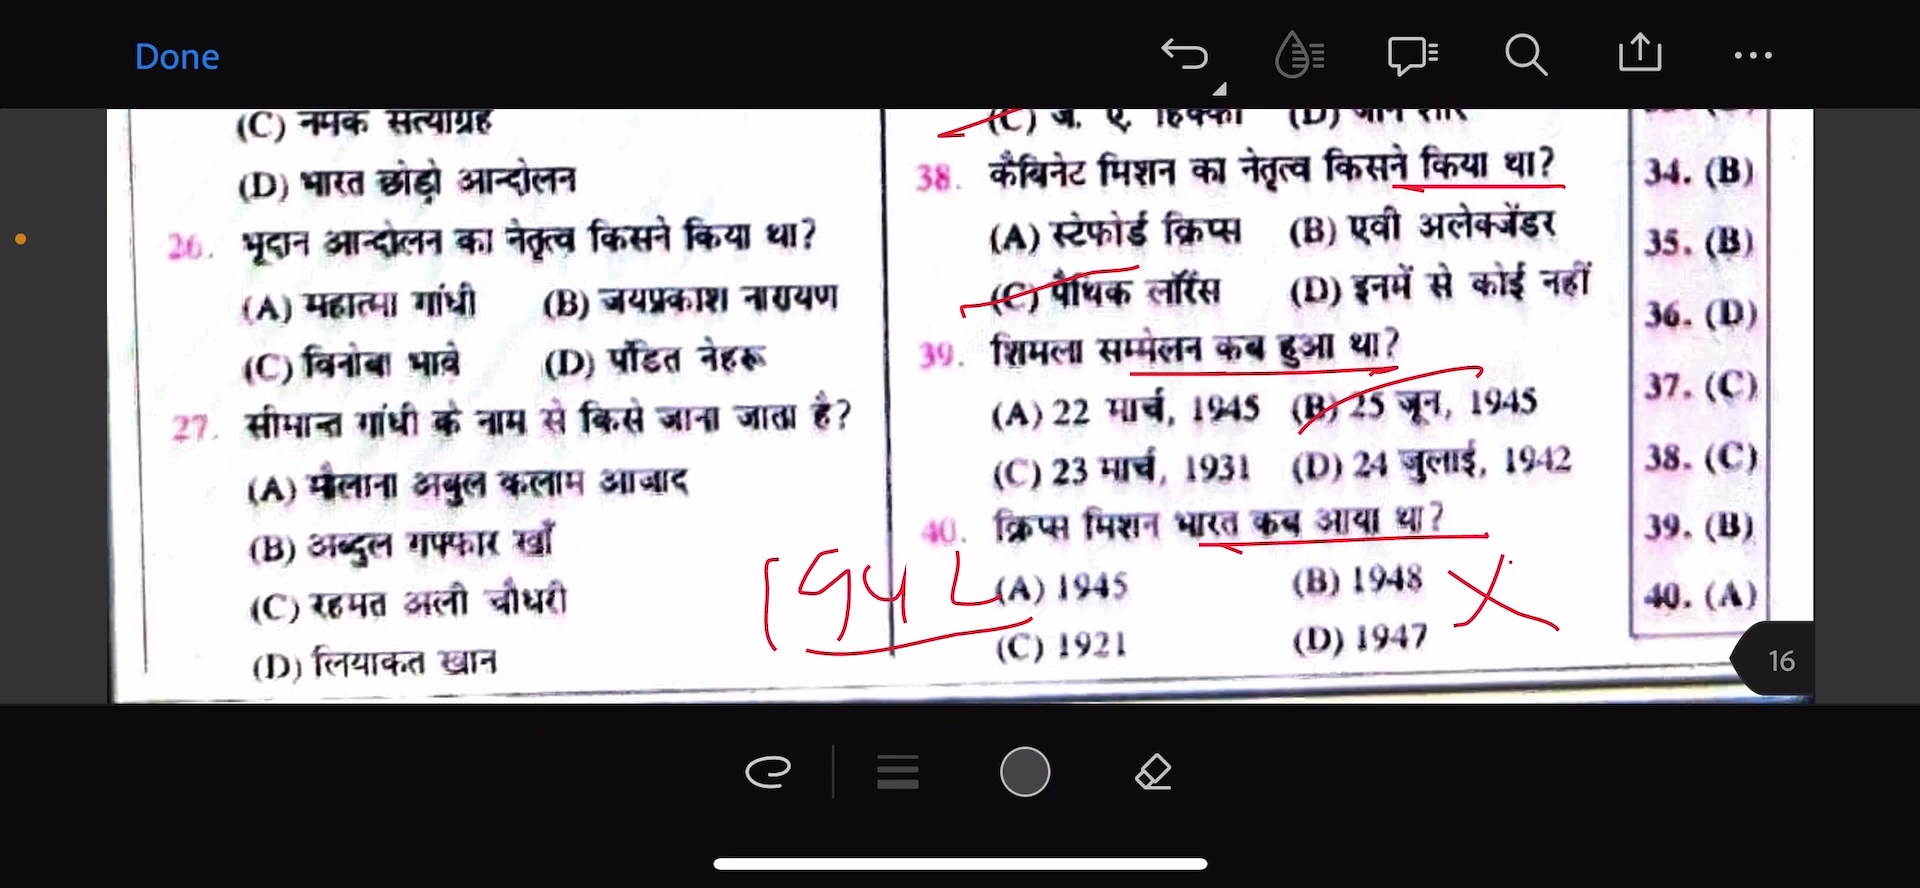 Done
(C) नमक सत्याग्रह
(D) भारत छोड़ो आन्दोलन
26. भूदान आन्दोलन का नेतृत्व किसने किया था?
(A) महात्मा गांधी (B) जयप्रकाश नारायण
(C) विनोबा भावे (D) पंडित नेहरू
27. सीमान्त गांधी के नाम से किसे जाना जाता है?
(A) मौलाना अबुल कलाम आजाद
(B) अब्दुल गफ्फार खाँ
(C) रहमत अली चौधरी
(D) लियाकत खान
(C) जे. ए. हिक्की (D)
38. कैबिनेट मिशन का नेतृत्व किसने किया था?
(A) स्टेफोर्ड क्रिप्स (B) एवी अलेक्जेंडर
(C) पैथिक लॉरेंस (D) इनमें से कोई नहीं
39. शिमला सम्मेलन कब हुआ था?
(A) 22 मार्च, 1945 (B) 25 जून, 1945
(C) 23 मार्च, 1931 (D) 24 जुलाई, 1942
40. क्रिप्स मिशन भारत कब आया था?
1942
(A) 1945 (B) 1948
(C) 1921 (D) 1947
34. (B)
35. (B)
36. (D)
37. (C)
38. (C)
39. (B)
40. (A)
16